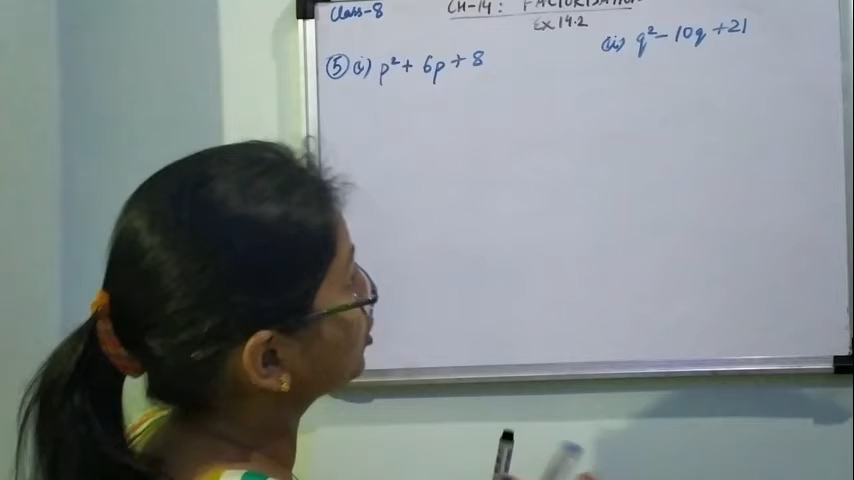 Class-8
CH-14: FACTORISATION
Ex 14.2
⑤ (i) p² + 6p + 8
(ii) q² - 10q + 21